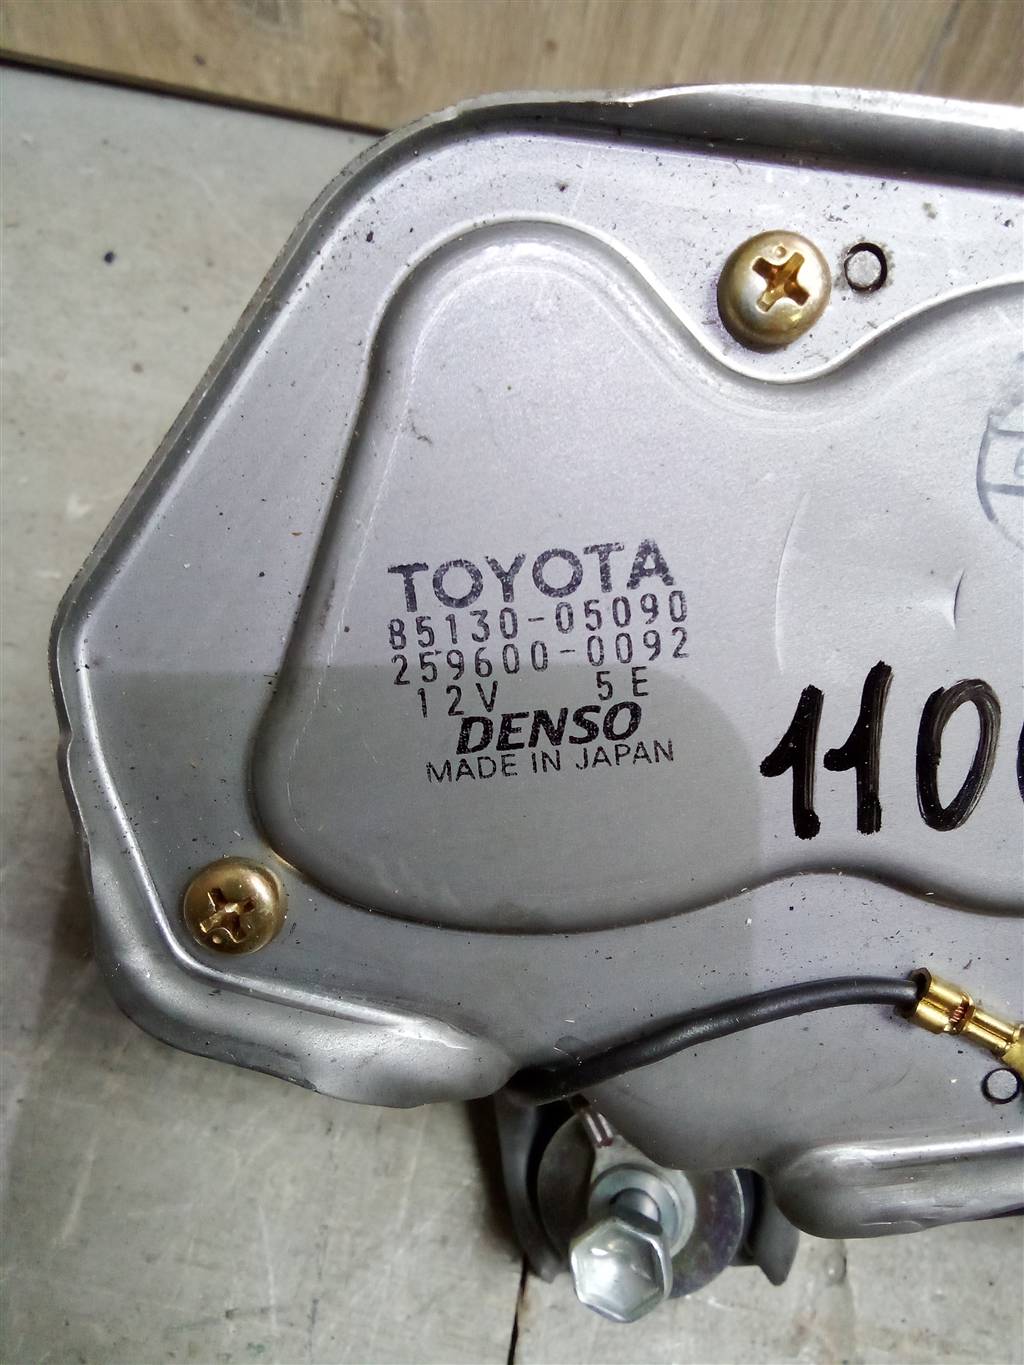 TOYOTA
85130-05090
259600-0092
12V 5E
DENSO
MADE IN JAPAN
110